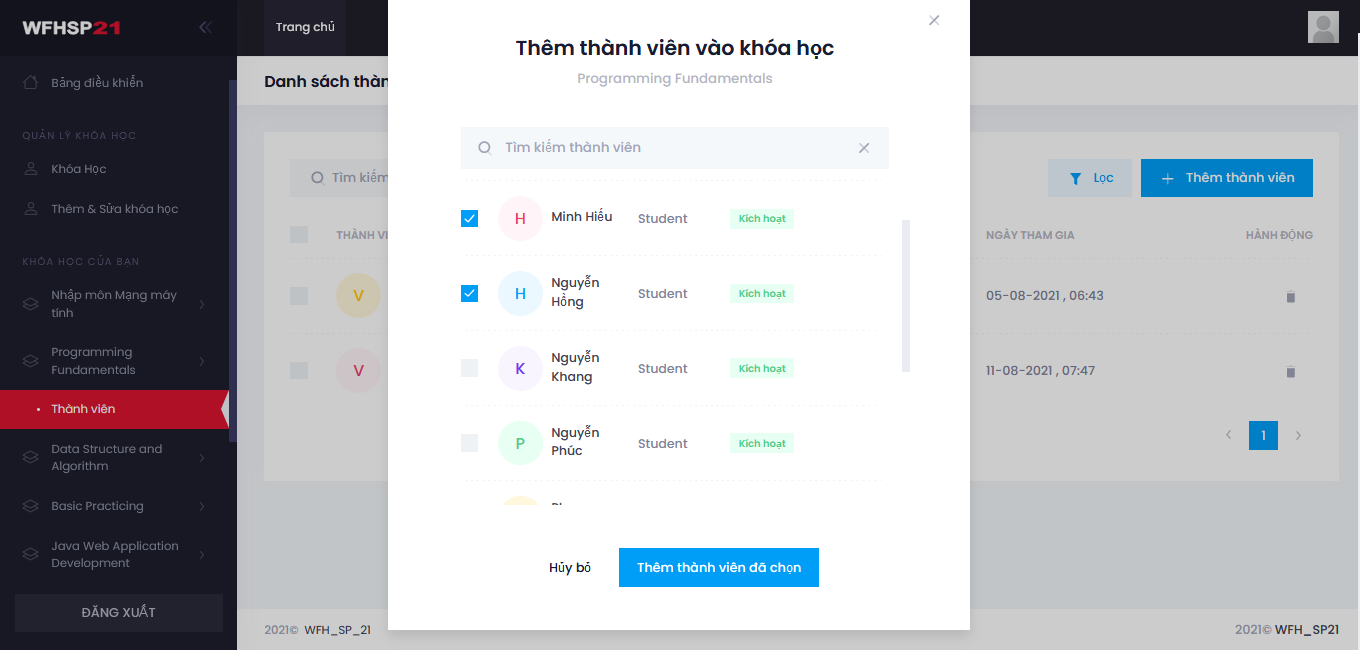 WFHSP21
Bảng điều khiển
QUẢN LÝ KHÓA HỌC
Khóa Học
Thêm & Sửa khóa học
KHÓA HỌC CỦA BẠN
Nhập môn Mạng máy
tính
Programming
Fundamentals
Thành viên
Data Structure and
Algorithm
Basic Practicing
Java Web Application
Development
ĐĂNG XUẤT
Trang chủ
Danh sách thàn
Tìm kiếm
THÀNH VI
V
V
Thêm thành viên vào khóa học
Programming Fundamentals
Tìm kiếm thành viên
H Minh Hiếu Student Kích hoạt
H Nguyễn
Hồng Student Kích hoạt
K Nguyễn
Khang Student Kích hoạt
P Nguyễn
Phúc Student Kích hoạt
Hủy bỏ Thêm thành viên đã chọn
Lọc
Thêm thành viên
NGÀY THAM GIA HÀNH ĐỘNG
05-08-2021 , 06:43
11-08-2021 , 07:47
1
2021© WFH_SP_21
2021© WFH_SP21